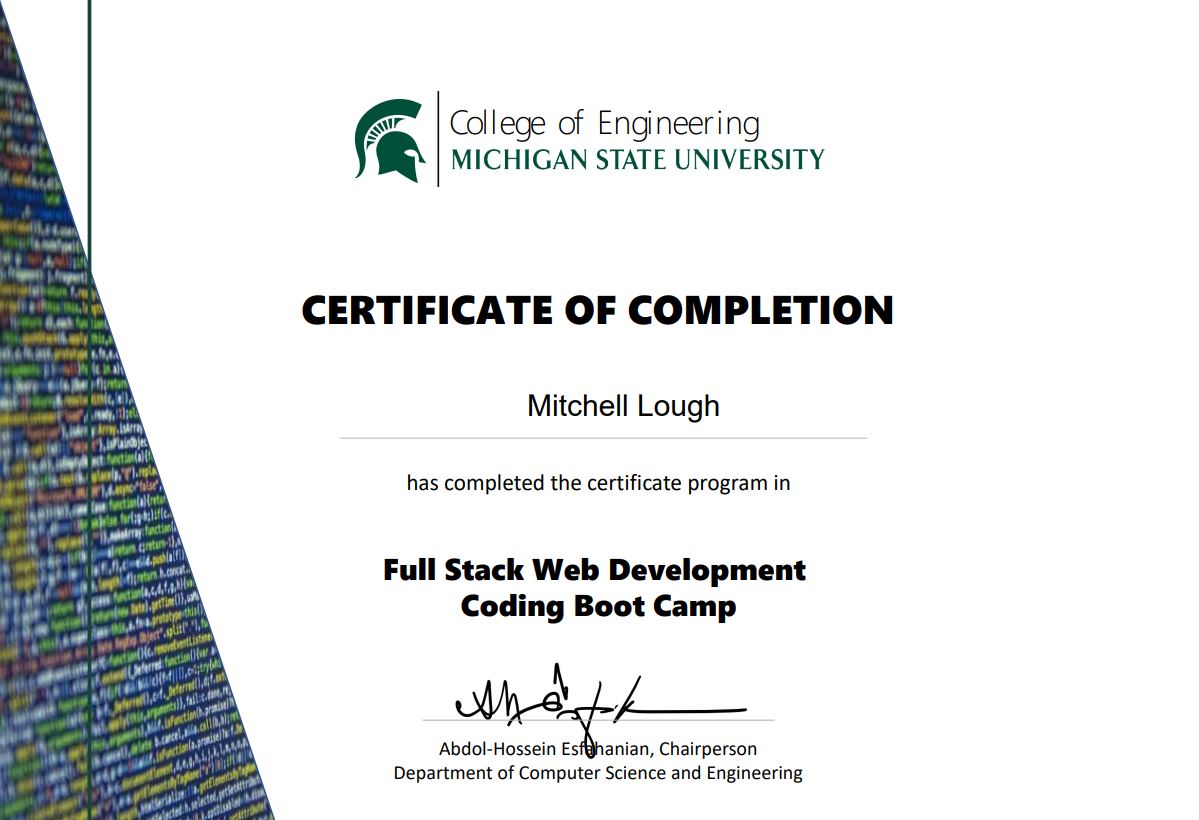 College of Engineering
MICHIGAN STATE UNIVERSITY
CERTIFICATE OF COMPLETION
Mitchell Lough
has completed the certificate program in
Full Stack Web Development
Coding Boot Camp
Abdol-Hossein Esfahanian, Chairperson
Department of Computer Science and Engineering